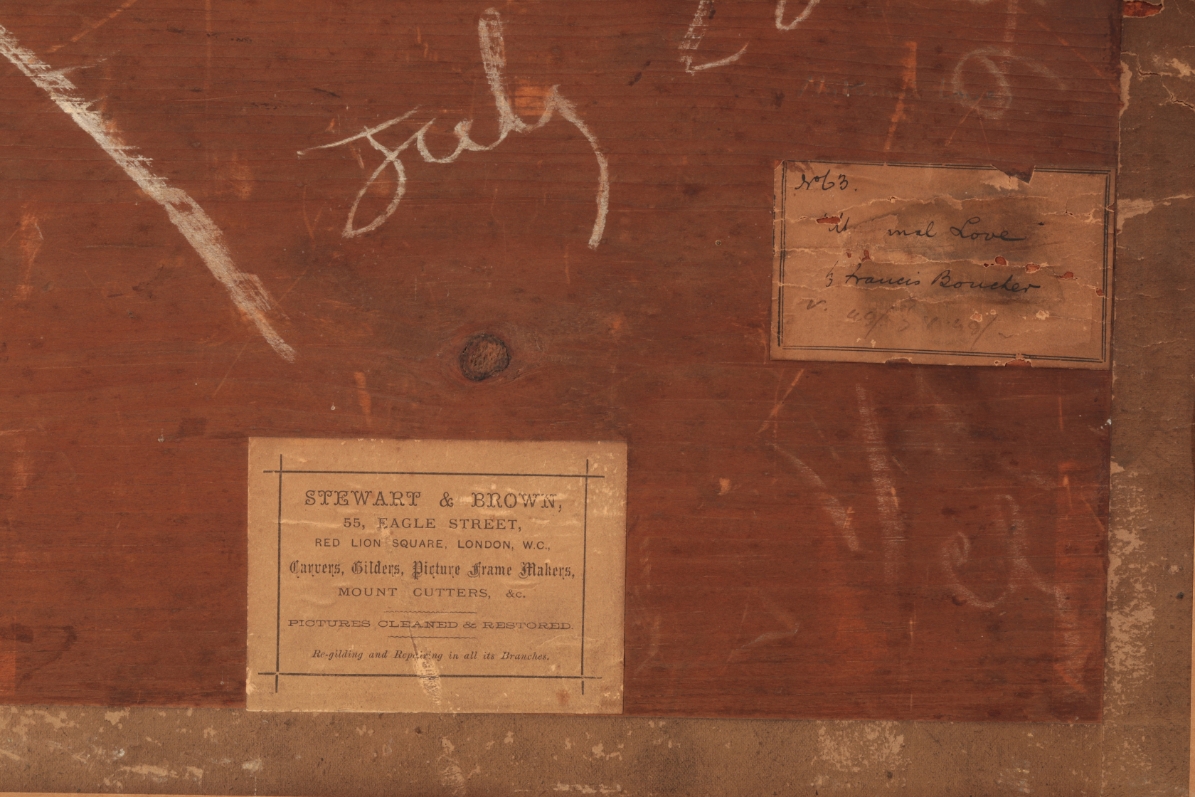 July
No 63.
mal Love
Francis Boucher
STEWART & BROWN,
55, EAGLE STREET,
RED LION SQUARE, LONDON, W.C.,
Carvers, Gilders, Picture Frame Makers,
MOUNT CUTTERS, &c.
PICTURES CLEANED & RESTORED
Re-gilding and Repairing in all its Branches.